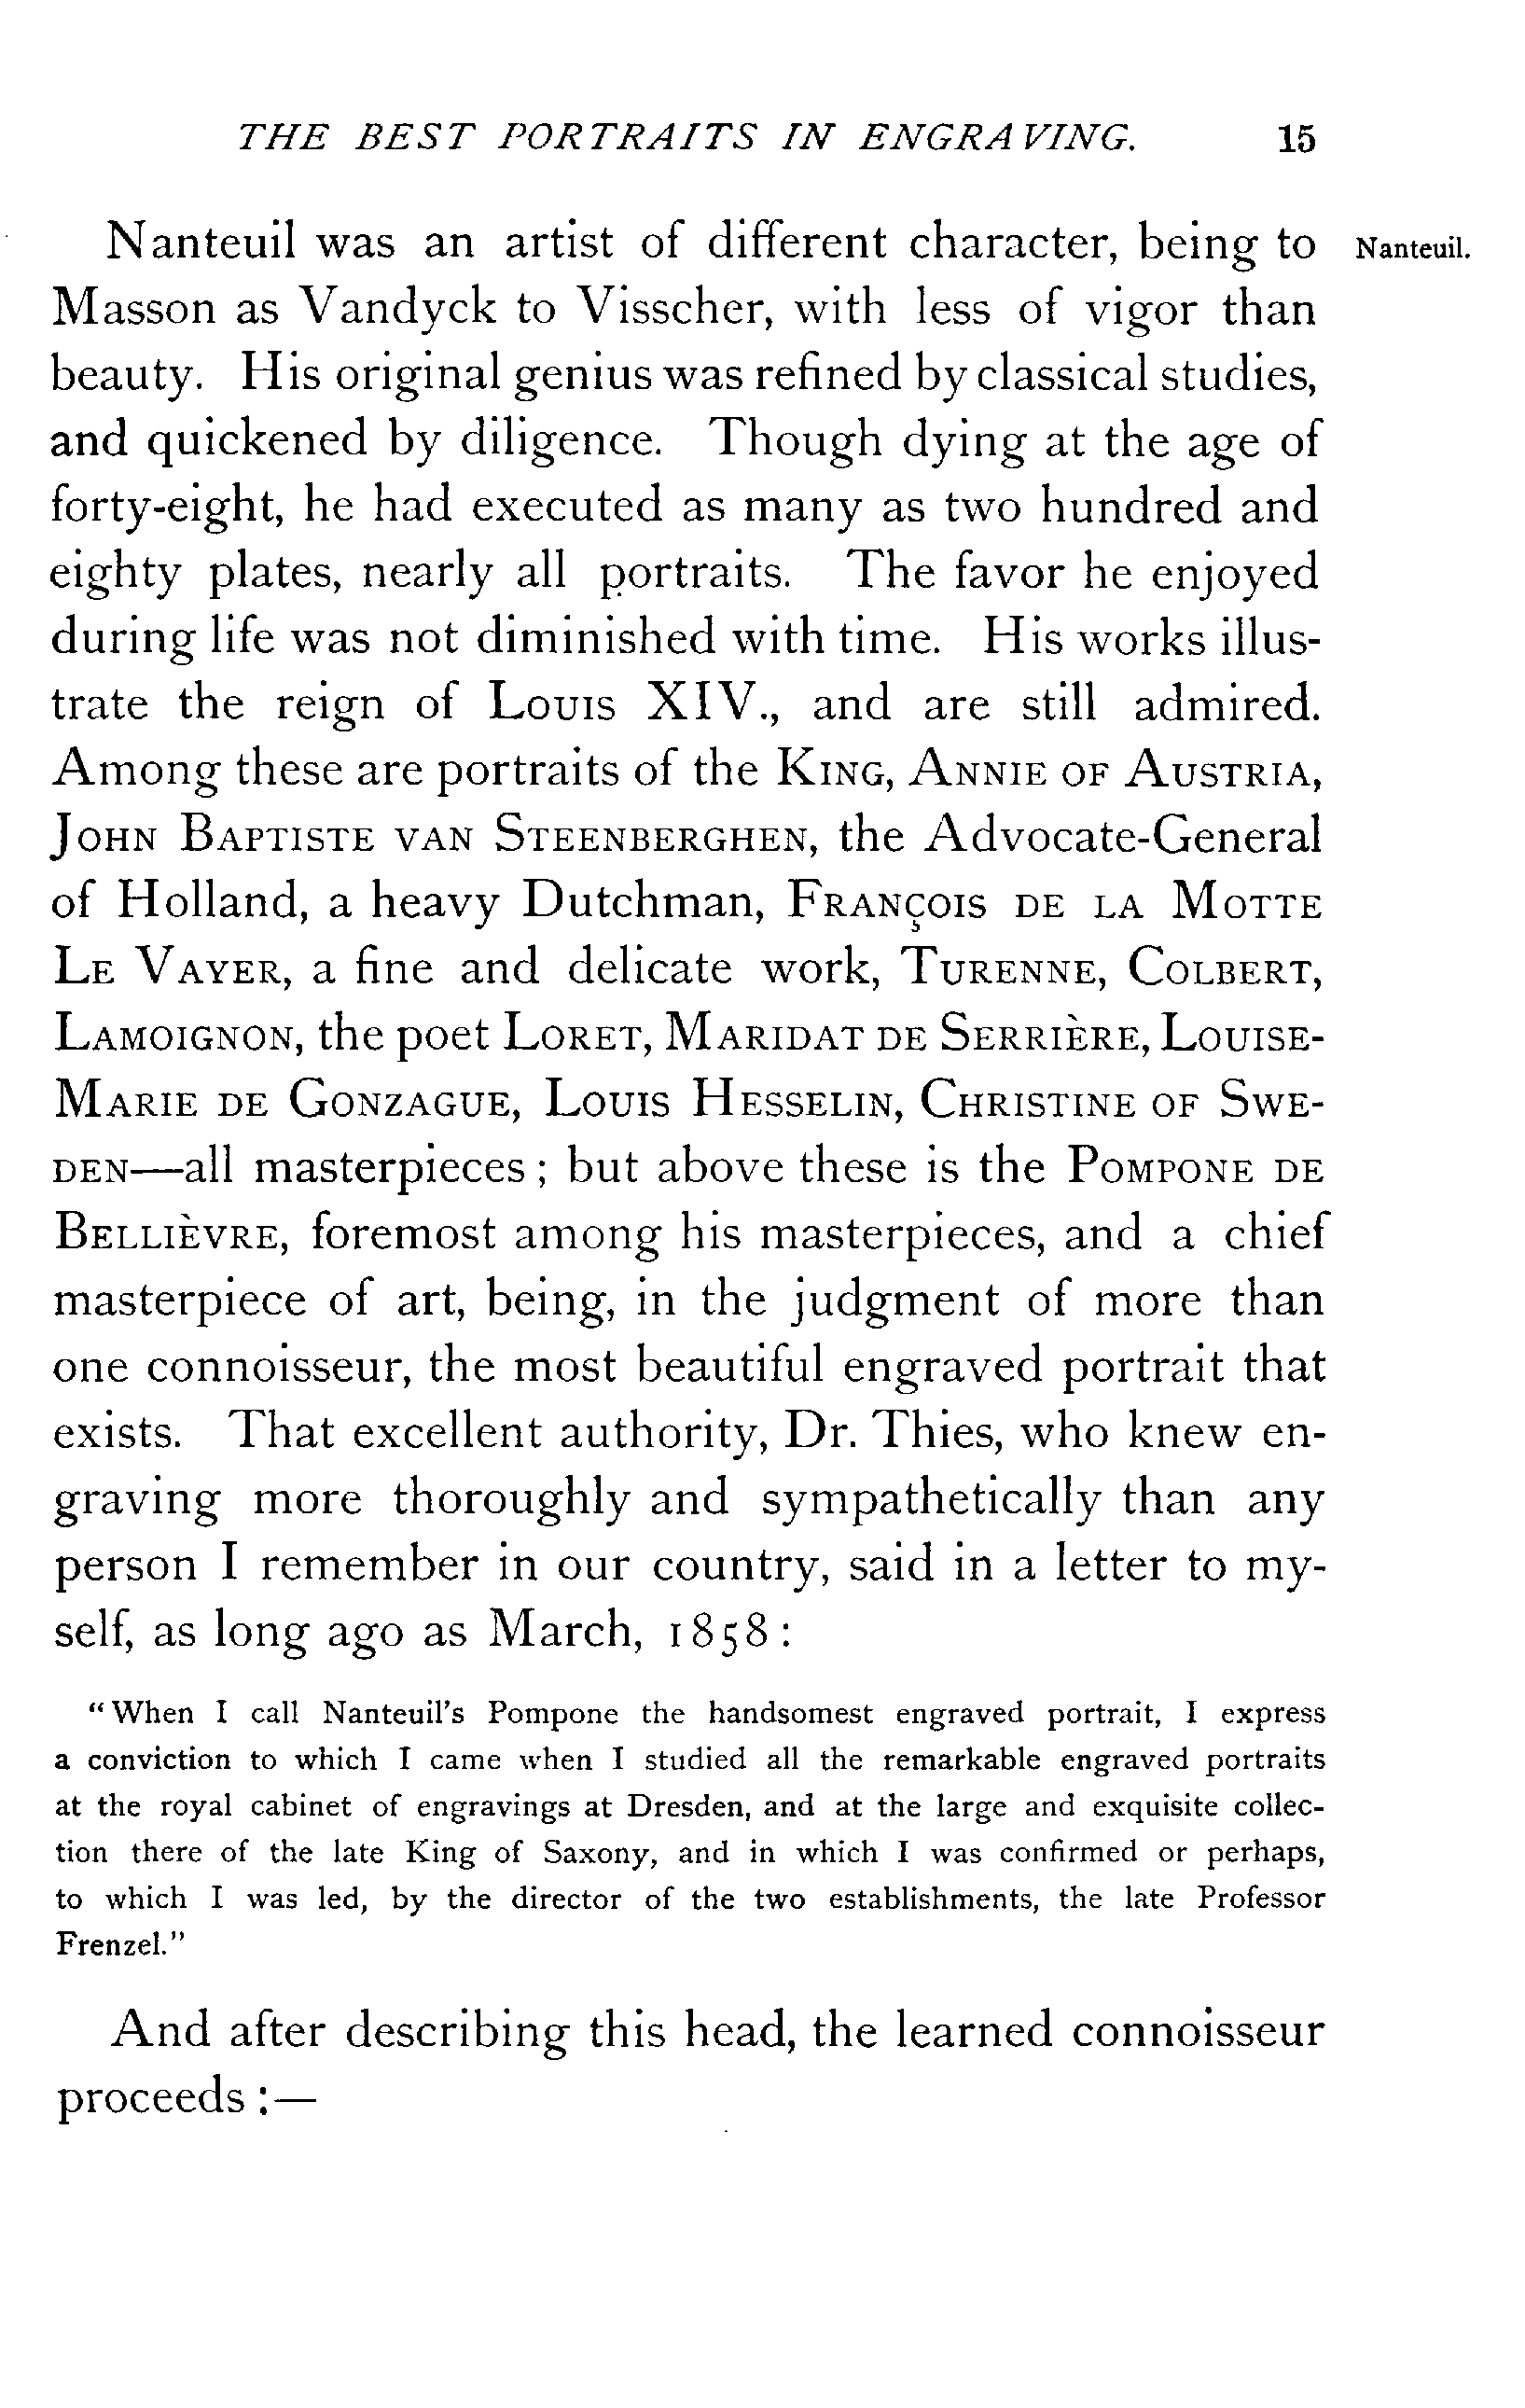 THE BEST PORTRAITS IN ENGRAVING. 15
Nanteuil was an artist of different character, being to Nanteuil.
Masson as Vandyck to Visscher, with less of vigor than
beauty. His original genius was refined by classical studies,
and quickened by diligence. Though dying at the age of
forty-eight, he had executed as many as two hundred and
eighty plates, nearly all portraits. The favor he enjoyed
during life was not diminished with time. His works illus-
trate the reign of Louis XIV., and are still admired.
Among these are portraits of the KING, ANNIE OF AUSTRIA,
JOHN BAPTISTE VAN STEENBERGHEN, the Advocate-General
of Holland, a heavy Dutchman, FRANÇOIS DE LA MOTTE
LE VAYER, a fine and delicate work, TURENNE, COLBERT,
LAMOIGNON, the poet LORET, MARIDAT DE SERRIÈRE, LOUISE-
MARIE DE GONZAGUE, LOUIS HESSELIN, CHRISTINE OF SWE-
DEN—all masterpieces; but above these is the POMPONE DE
BELLIÈVRE, foremost among his masterpieces, and a chief
masterpiece of art, being, in the judgment of more than
one connoisseur, the most beautiful engraved portrait that
exists. That excellent authority, Dr. Thies, who knew en-
graving more thoroughly and sympathetically than any
person I remember in our country, said in a letter to my-
self, as long ago as March, 1858:
"When I call Nanteuil's Pompone the handsomest engraved portrait, I express
a conviction to which I came when I studied all the remarkable engraved portraits
at the royal cabinet of engravings at Dresden, and at the large and exquisite collec-
tion there of the late King of Saxony, and in which I was confirmed or perhaps,
to which I was led, by the director of the two establishments, the late Professor
Frenzel."
And after describing this head, the learned connoisseur
proceeds:—